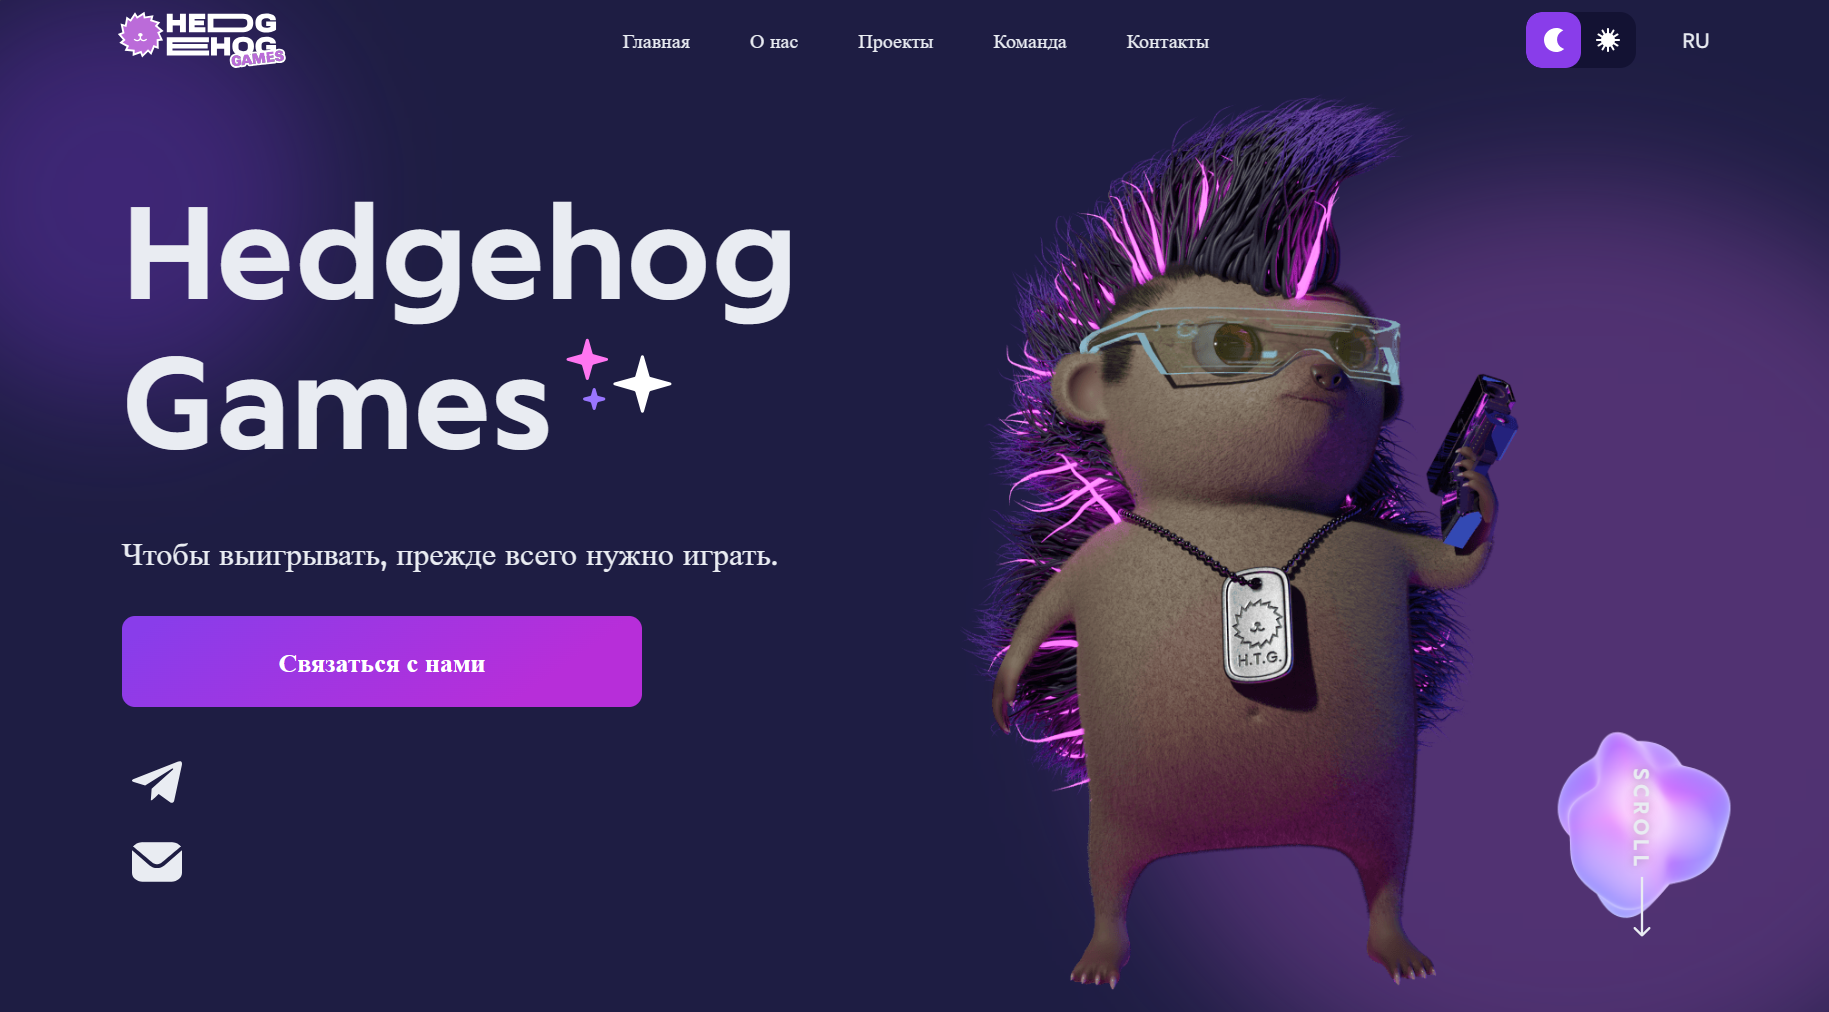 HEDG
EHOG
GAMES
Главная
О нас
Проекты
Команда
Контакты
RU
Hedgehog
Games
Чтобы выигрывать, прежде всего нужно играть.
Связаться с нами
H.T.G.
SCROLL